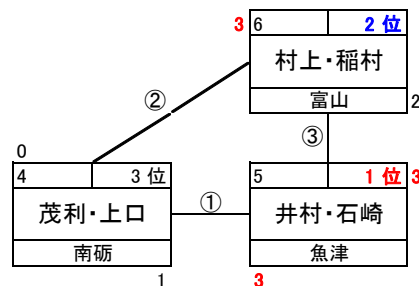 3 6 2 位
村上・稲村
富山 2
②
③
0
4 3 位
茂利・上口
南砺
1
①
5 1 位 3
井村・石崎
魚津
3